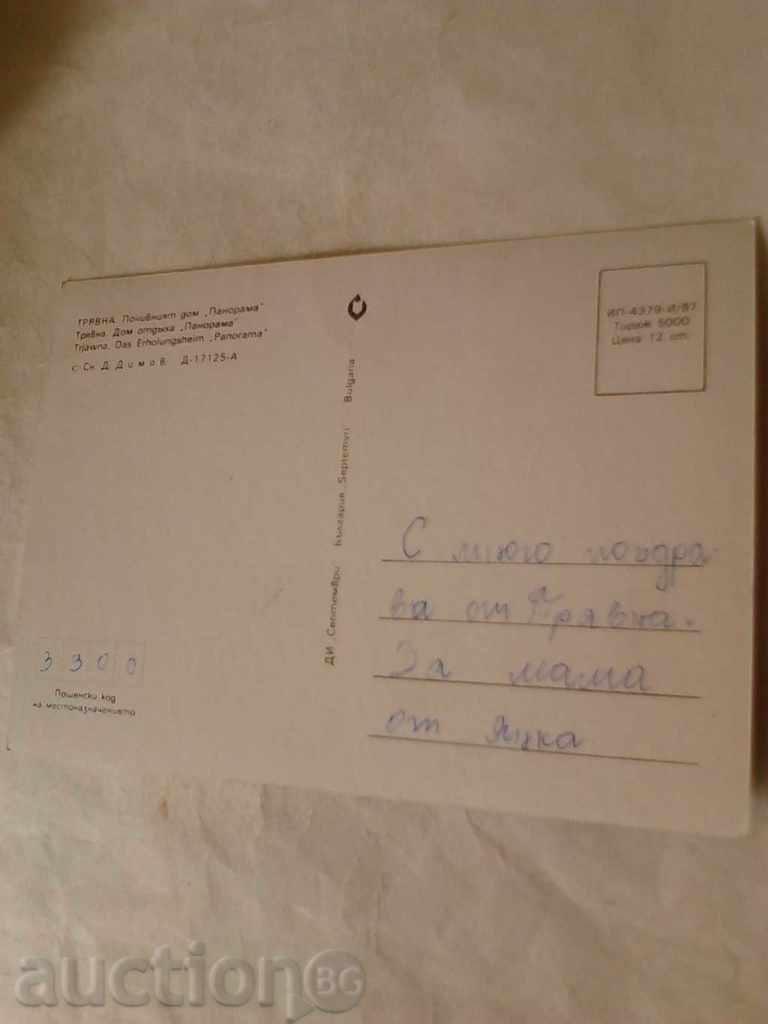 ТРЯВНА. Почивният дом „Панорама“
Трявна. Дом отдыха „Панорама“
Trjawna. Das Erholungsheim „Panorama“
© Сн. Д. Димов. Д-17125-А
ДИ Септември България Septemvri Bulgaria
ИП-4379-И/87
Тираж 5000
Цена 12 ст.
С много поздра
ва от Трявна.
За мама
от Яцка
3300
Пощенски код
на местоназначението
auctionBG